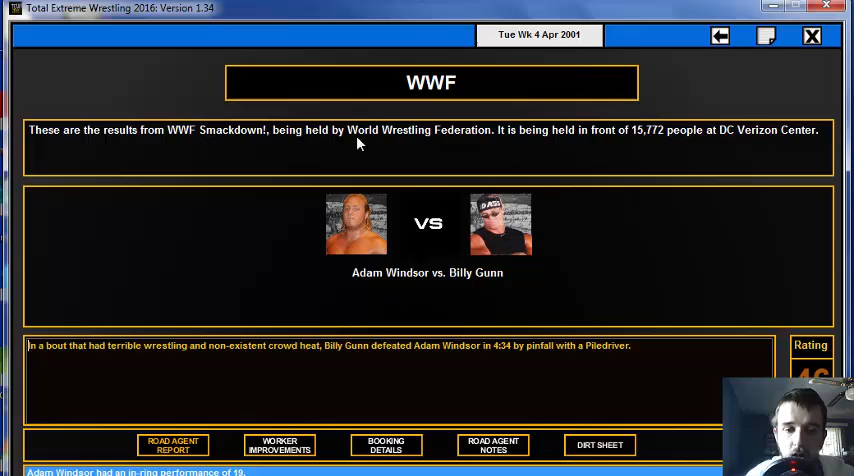 Total Extreme Wrestling 2016: Version 1.34
Tue Wk 4 Apr 2001
WWF
These are the results from WWF Smackdown!, being held by World Wrestling Federation. It is being held in front of 15,772 people at DC Verizon Center.
VS
Adam Windsor vs. Billy Gunn
In a bout that had terrible wrestling and non-existent crowd heat, Billy Gunn defeated Adam Windsor in 4:34 by pinfall with a Piledriver.
Rating
46
ROAD AGENT REPORT
WORKER IMPROVEMENTS
BOOKING DETAILS
ROAD AGENT NOTES
DIRT SHEET
Adam Windsor had an in-ring performance of 19.